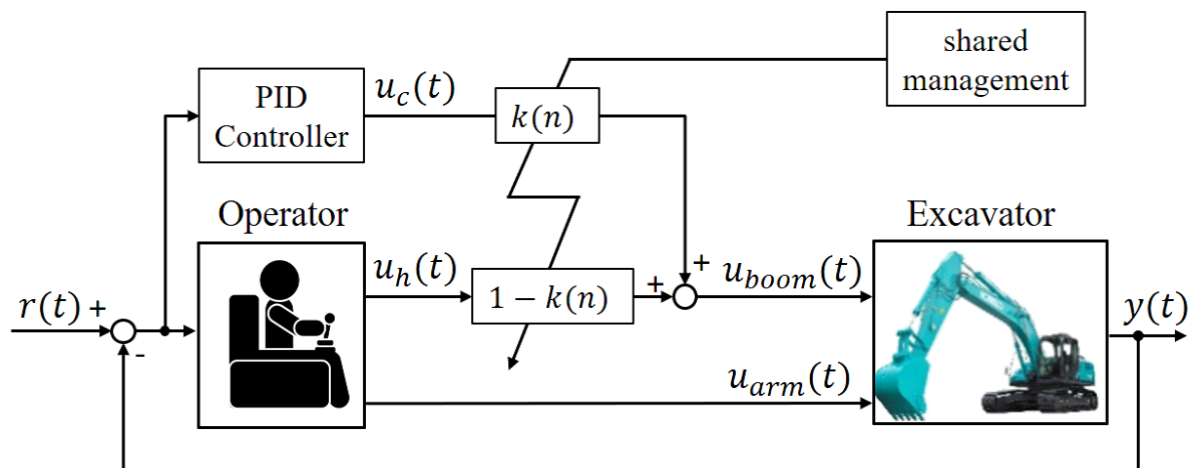 shared
management
PID
Controller
u_c(t)
k(n)
Operator
Excavator
u_h(t)
1 − k(n)
+
+
u_boom(t)
r(t) +
-
y(t)
u_arm(t)